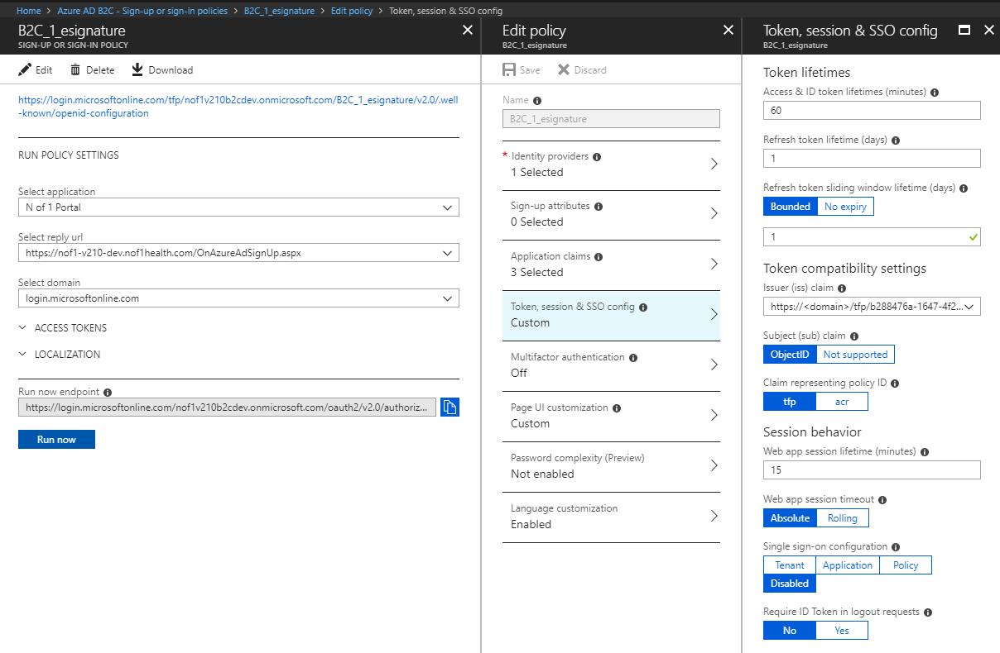 Home > Azure AD B2C - Sign-up or sign-in policies > B2C_1_esignature > Edit policy > Token, session & SSO config
B2C_1_esignature
SIGN-UP OR SIGN-IN POLICY
Edit Delete Download
https://login.microsoftonline.com/tfp/nof1v210b2cdev.onmicrosoft.com/B2C_1_esignature/v2.0/.well
-known/openid-configuration
RUN POLICY SETTINGS
Select application
N of 1 Portal
Select reply url
https://nof1-v210-dev.nof1health.com/OnAzureAdSignUp.aspx
Select domain
login.microsoftonline.com
ACCESS TOKENS
LOCALIZATION
Run now endpoint
https://login.microsoftonline.com/nof1v210b2cdev.onmicrosoft.com/oauth2/v2.0/authoriz...
Run now
Edit policy
B2C_1_esignature
Save Discard
Name
B2C_1_esignature
* Identity providers
1 Selected
Sign-up attributes
0 Selected
Application claims
3 Selected
Token, session & SSO config
Custom
Multifactor authentication
Off
Page UI customization
Custom
Password complexity (Preview)
Not enabled
Language customization
Enabled
Token, session & SSO config
B2C_1_esignature
Token lifetimes
Access & ID token lifetimes (minutes)
60
Refresh token lifetime (days)
1
Refresh token sliding window lifetime (days)
Bounded No expiry
1
Token compatibility settings
Issuer (iss) claim
https://<domain>/tfp/b288476a-1647-4f2...
Subject (sub) claim
ObjectID Not supported
Claim representing policy ID
tfp acr
Session behavior
Web app session lifetime (minutes)
15
Web app session timeout
Absolute Rolling
Single sign-on configuration
Tenant Application Policy
Disabled
Require ID Token in logout requests
No Yes